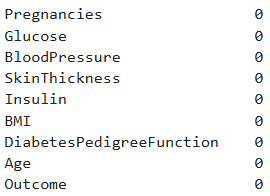 Pregnancies 0
Glucose 0
BloodPressure 0
SkinThickness 0
Insulin 0
BMI 0
DiabetesPedigreeFunction 0
Age 0
Outcome 0